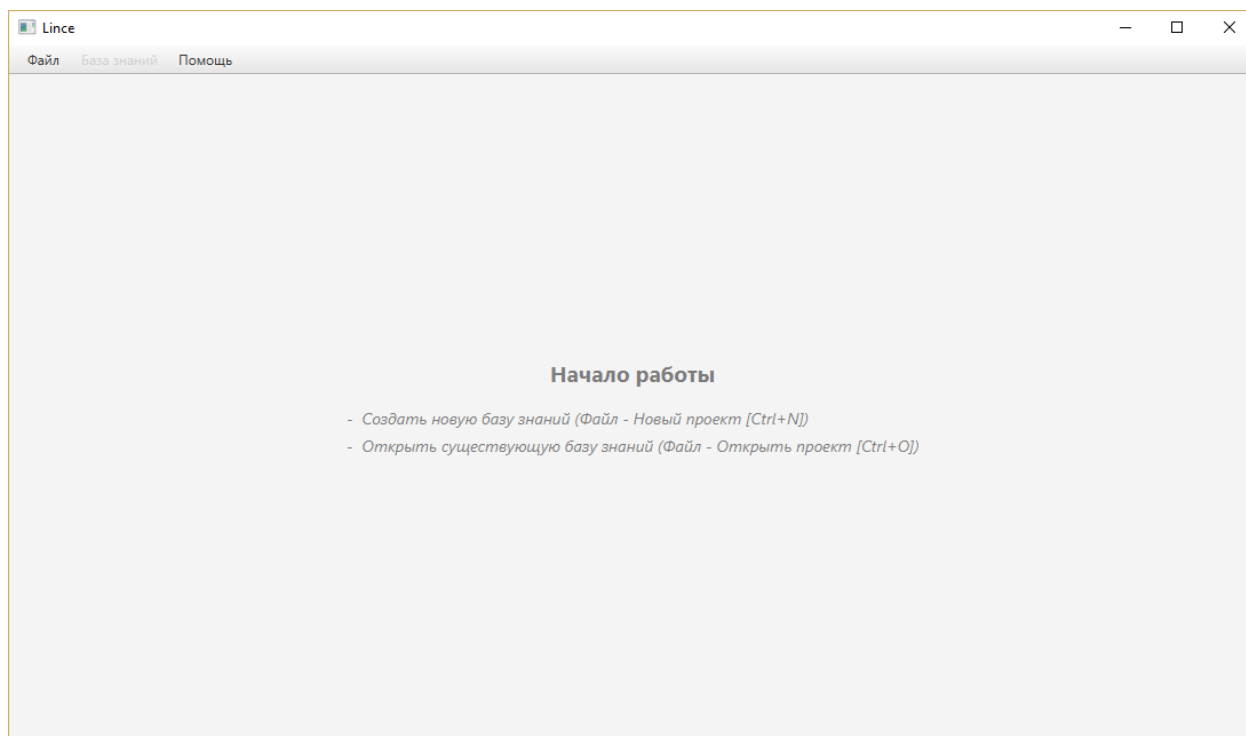 Lince
Файл База знаний Помощь
Начало работы
- Создать новую базу знаний (Файл - Новый проект [Ctrl+N])
- Открыть существующую базу знаний (Файл - Открыть проект [Ctrl+O])